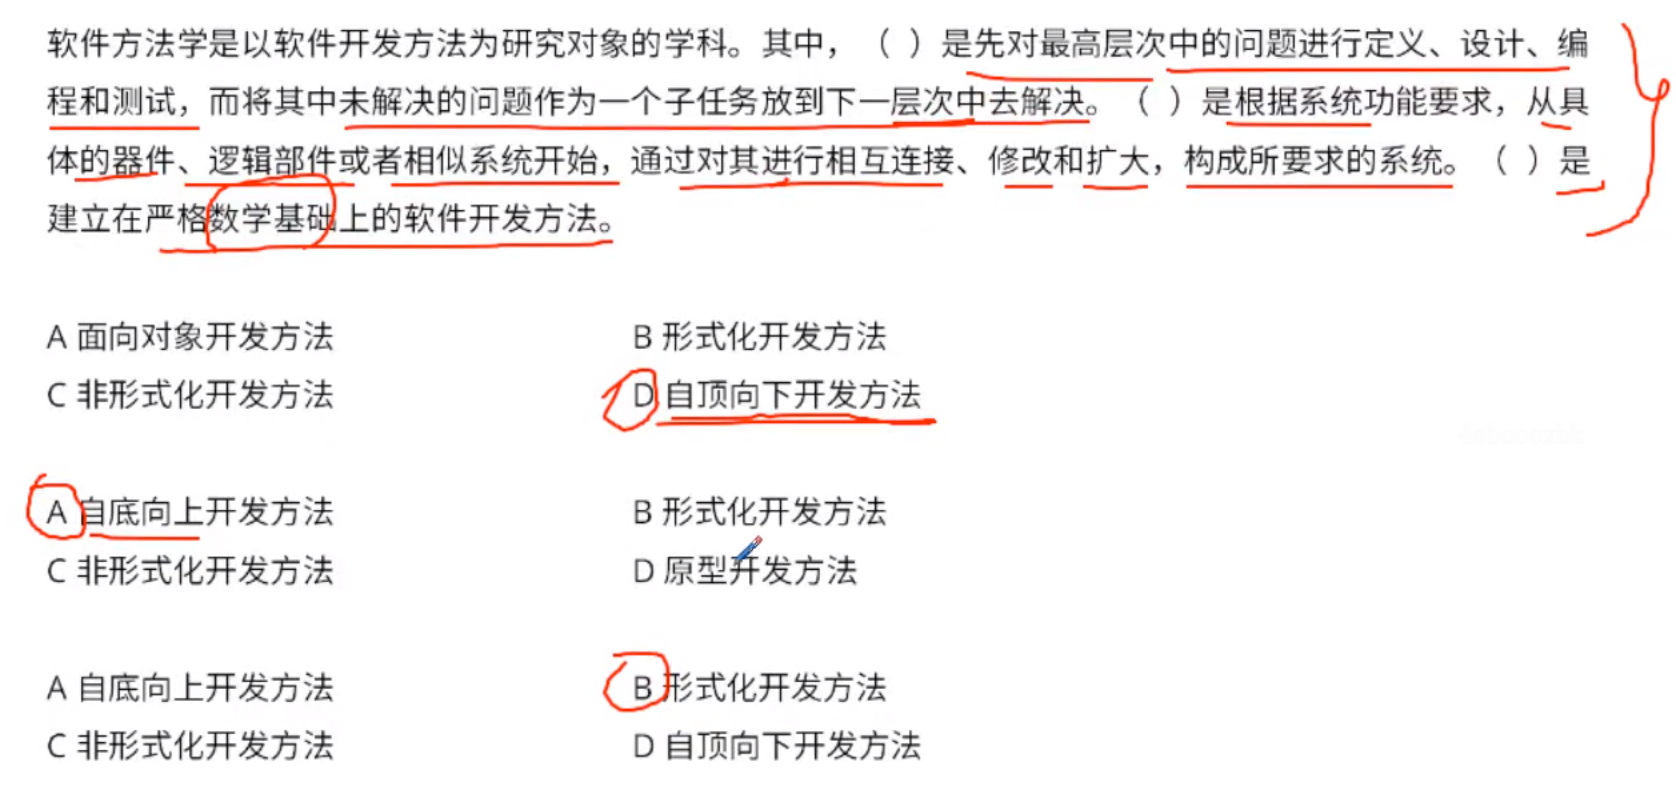 软件方法学是以软件开发方法为研究对象的学科。其中，（ ）是先对最高层次中的问题进行定义、设计、编
程和测试，而将其中未解决的问题作为一个子任务放到下一层次中去解决。（ ）是根据系统功能要求，从具
体的器件、逻辑部件或者相似系统开始，通过对其进行相互连接、修改和扩大，构成所要求的系统。（ ）是
建立在严格数学基础上的软件开发方法。
A 面向对象开发方法 B 形式化开发方法
C 非形式化开发方法 D 自顶向下开发方法
A 自底向上开发方法 B 形式化开发方法
C 非形式化开发方法 D 原型开发方法
A 自底向上开发方法 B 形式化开发方法
C 非形式化开发方法 D 自顶向下开发方法